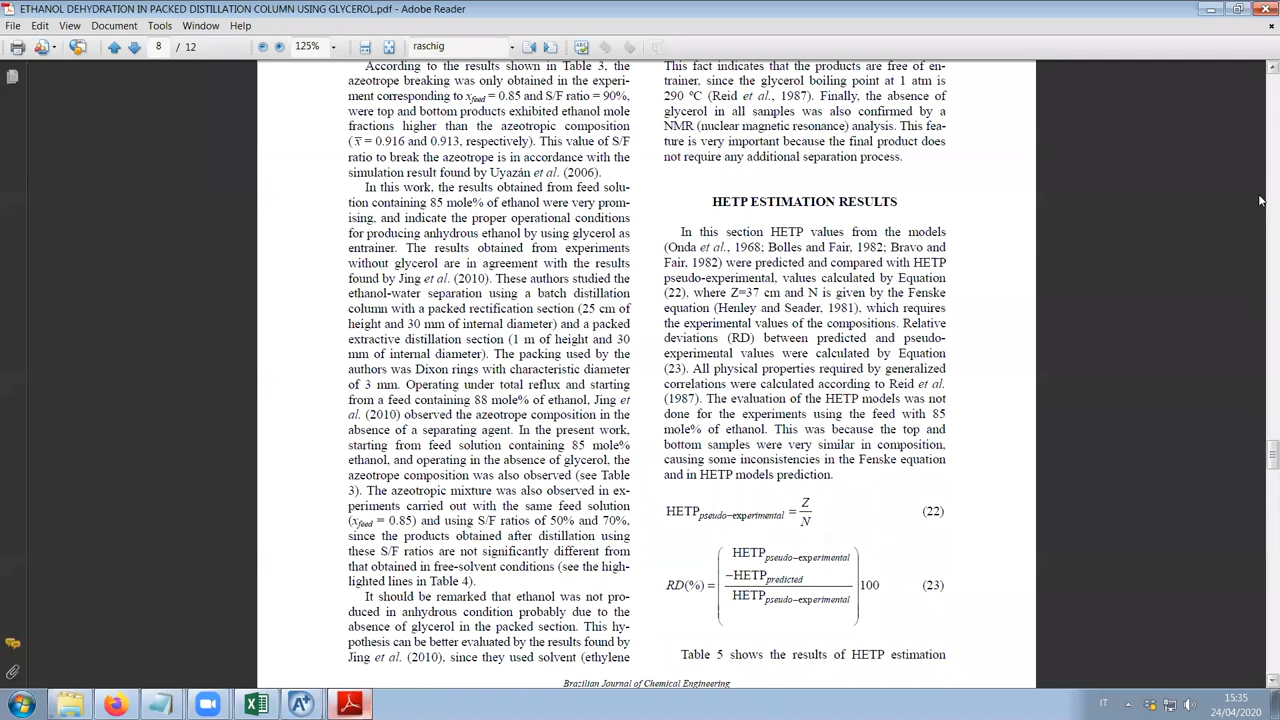 ETHANOL DEHYDRATION IN PACKED DISTILLATION COLUMN USING GLYCEROL.pdf - Adobe Reader
File Edit View Document Tools Window Help
8 / 12 125% raschig
According to the results shown in Table 3, the
azeotrope breaking was only obtained in the experi-
ment corresponding to xfeed = 0.85 and S/F ratio = 90%,
were top and bottom products exhibited ethanol mole
fractions higher than the azeotropic composition
(x̅ = 0.916 and 0.913, respectively). This value of S/F
ratio to break the azeotrope is in accordance with the
simulation result found by Uyazán et al. (2006).
In this work, the results obtained from feed solu-
tion containing 85 mole% of ethanol were very prom-
ising, and indicate the proper operational conditions
for producing anhydrous ethanol by using glycerol as
entrainer. The results obtained from experiments
without glycerol are in agreement with the results
found by Jing et al. (2010). These authors studied the
ethanol-water separation using a batch distillation
column with a packed rectification section (25 cm of
height and 30 mm of internal diameter) and a packed
extractive distillation section (1 m of height and 30
mm of internal diameter). The packing used by the
authors was Dixon rings with characteristic diameter
of 3 mm. Operating under total reflux and starting
from a feed containing 88 mole% of ethanol, Jing et
al. (2010) observed the azeotrope composition in the
absence of a separating agent. In the present work,
starting from feed solution containing 85 mole%
ethanol, and operating in the absence of glycerol, the
azeotrope composition was also observed (see Table
3). The azeotropic mixture was also observed in ex-
periments carried out with the same feed solution
(xfeed = 0.85) and using S/F ratios of 50% and 70%,
since the products obtained after distillation using
these S/F ratios are not significantly different from
that obtained in free-solvent conditions (see the high-
lighted lines in Table 4).
It should be remarked that ethanol was not pro-
duced in anhydrous condition probably due to the
absence of glycerol in the packed section. This hy-
pothesis can be better evaluated by the results found by
Jing et al. (2010), since they used solvent (ethylene
This fact indicates that the products are free of en-
trainer, since the glycerol boiling point at 1 atm is
290 ºC (Reid et al., 1987). Finally, the absence of
glycerol in all samples was also confirmed by a
NMR (nuclear magnetic resonance) analysis. This fea-
ture is very important because the final product does
not require any additional separation process.
HETP ESTIMATION RESULTS
In this section HETP values from the models
(Onda et al., 1968; Bolles and Fair, 1982; Bravo and
Fair, 1982) were predicted and compared with HETP
pseudo-experimental, values calculated by Equation
(22), where Z=37 cm and N is given by the Fenske
equation (Henley and Seader, 1981), which requires
the experimental values of the compositions. Relative
deviations (RD) between predicted and pseudo-
experimental values were calculated by Equation
(23). All physical properties required by generalized
correlations were calculated according to Reid et al.
(1987). The evaluation of the HETP models was not
done for the experiments using the feed with 85
mole% of ethanol. This was because the top and
bottom samples were very similar in composition,
causing some inconsistencies in the Fenske equation
and in HETP models prediction.
HETPpseudo−experimental = Z/N (22)
HETPpseudo−experimental
−HETPpredicted
RD(%) = 100 (23)
HETPpseudo−experimental
Table 5 shows the results of HETP estimation
Brazilian Journal of Chemical Engineering
IT
15:35
24/04/2020